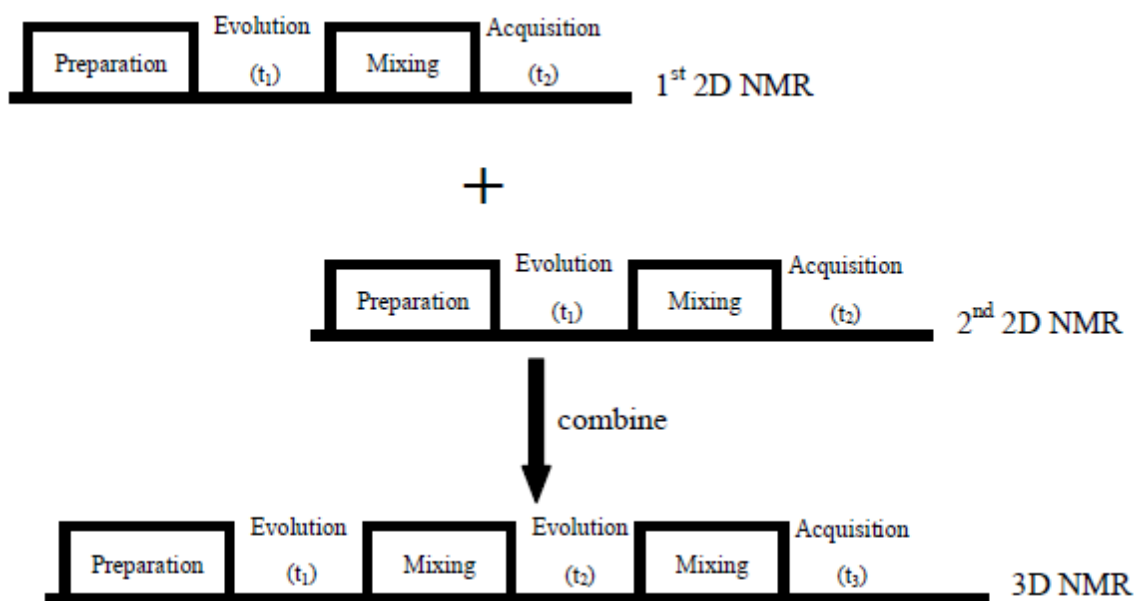 Evolution Acquisition
Preparation (t₁) Mixing (t₂) 1ˢᵗ 2D NMR
+
Evolution Acquisition
Preparation (t₁) Mixing (t₂) 2ⁿᵈ 2D NMR
combine
Evolution Evolution Acquisition
Preparation (t₁) Mixing (t₂) Mixing (t₃) 3D NMR